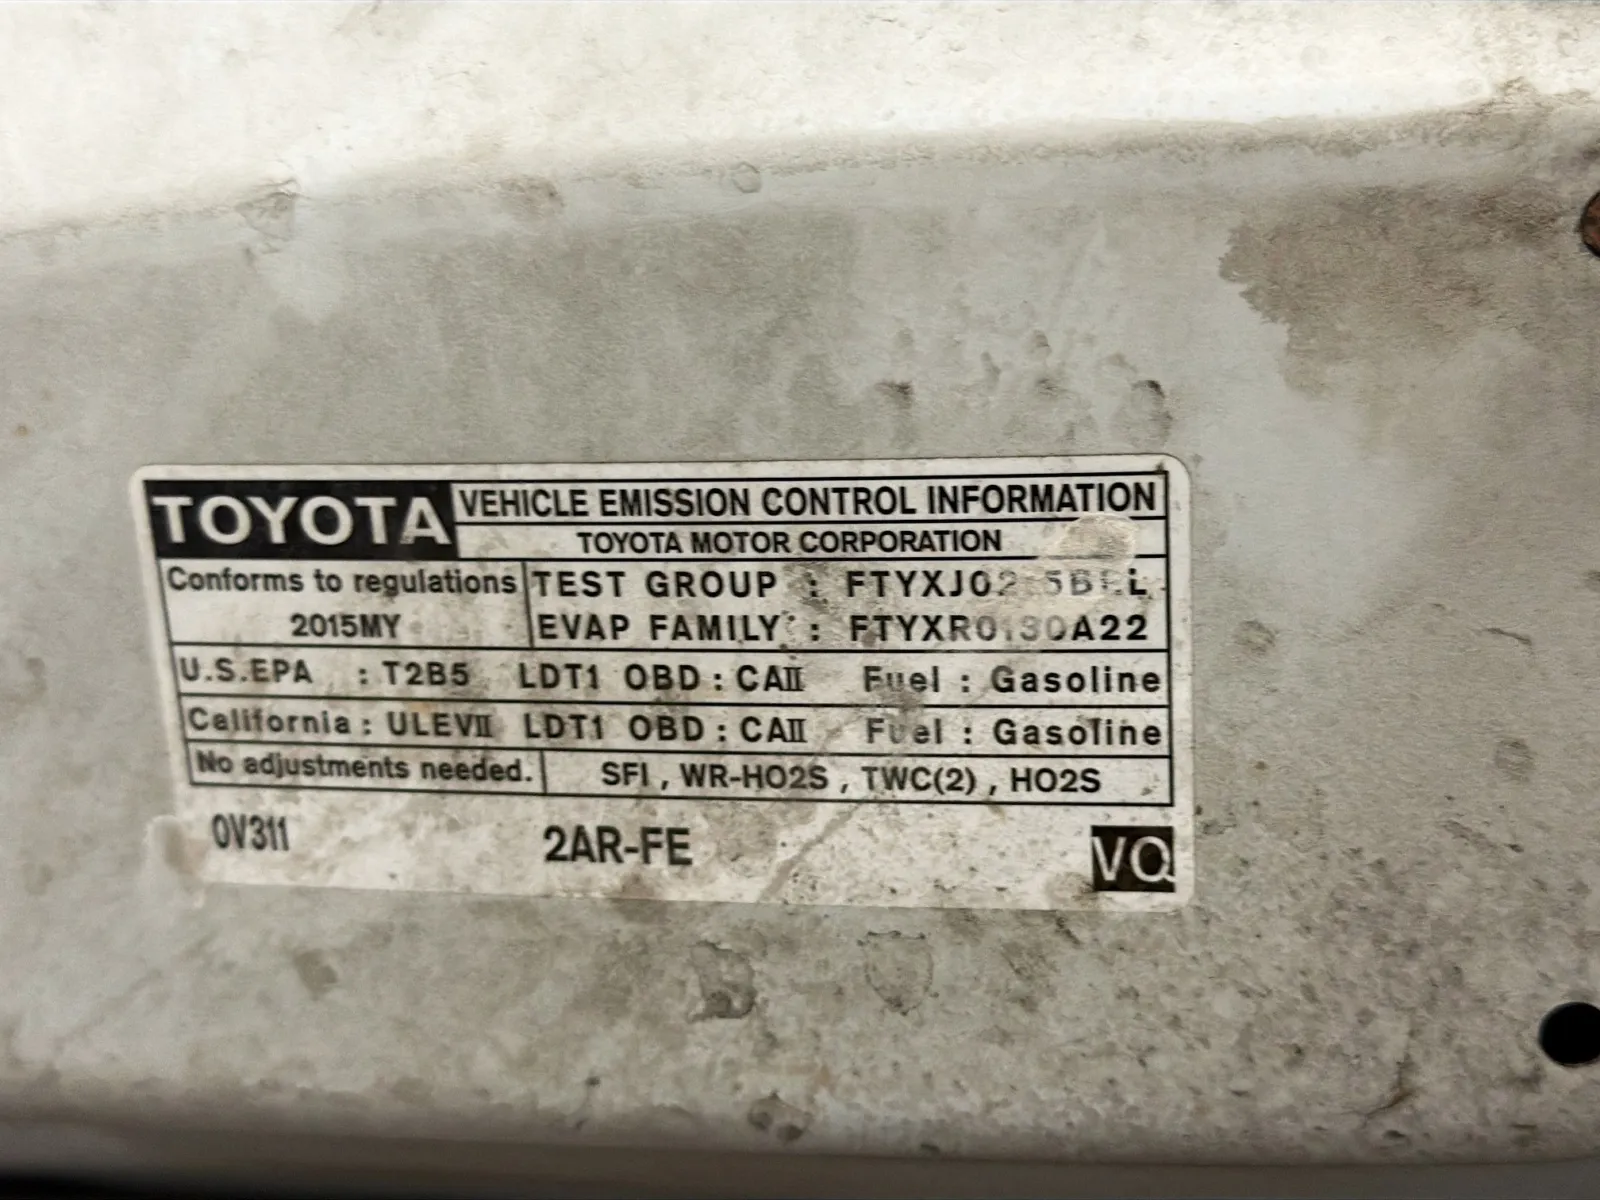 TOYOTA VEHICLE EMISSION CONTROL INFORMATION
TOYOTA MOTOR CORPORATION
Conforms to regulations TEST GROUP :
2015MY EVAP FAMILY : FTYXR0130A22
U.S.EPA : T2B5 LDT1 OBD : CAⅡ Fuel : Gasoline
California : ULEVⅡ LDT1 OBD : CAⅡ Fuel : Gasoline
No adjustments needed. SFI , WR-HO2S , TWC(2) , HO2S
0V311 2AR-FE VQ